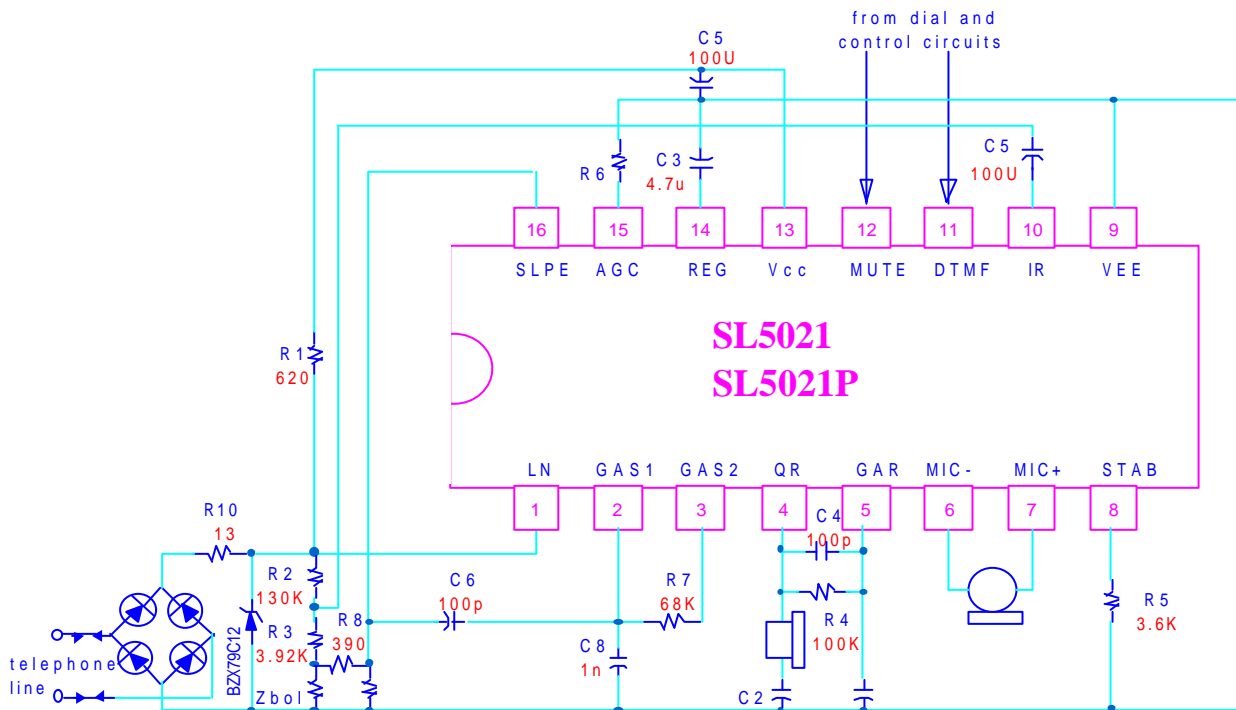 from dial and
control circuits
C5
100U
R6
C3
4.7u
C5
100U
16
15
14
13
12
11
10
9
SLPE
AGC
REG
Vcc
MUTE
DTMF
IR
VEE
SL5021
SL5021P
R1
620
LN
GAS1
GAS2
QR
GAR
MIC-
MIC+
STAB
1
2
3
4
5
6
7
8
R10
13
C4
100p
R2
130K
C6
100p
R7
68K
R5
3.6K
R3
3.92K
R8
390
R4
100K
BZX79C12
C8
1n
telephone
line
Zbol
C2